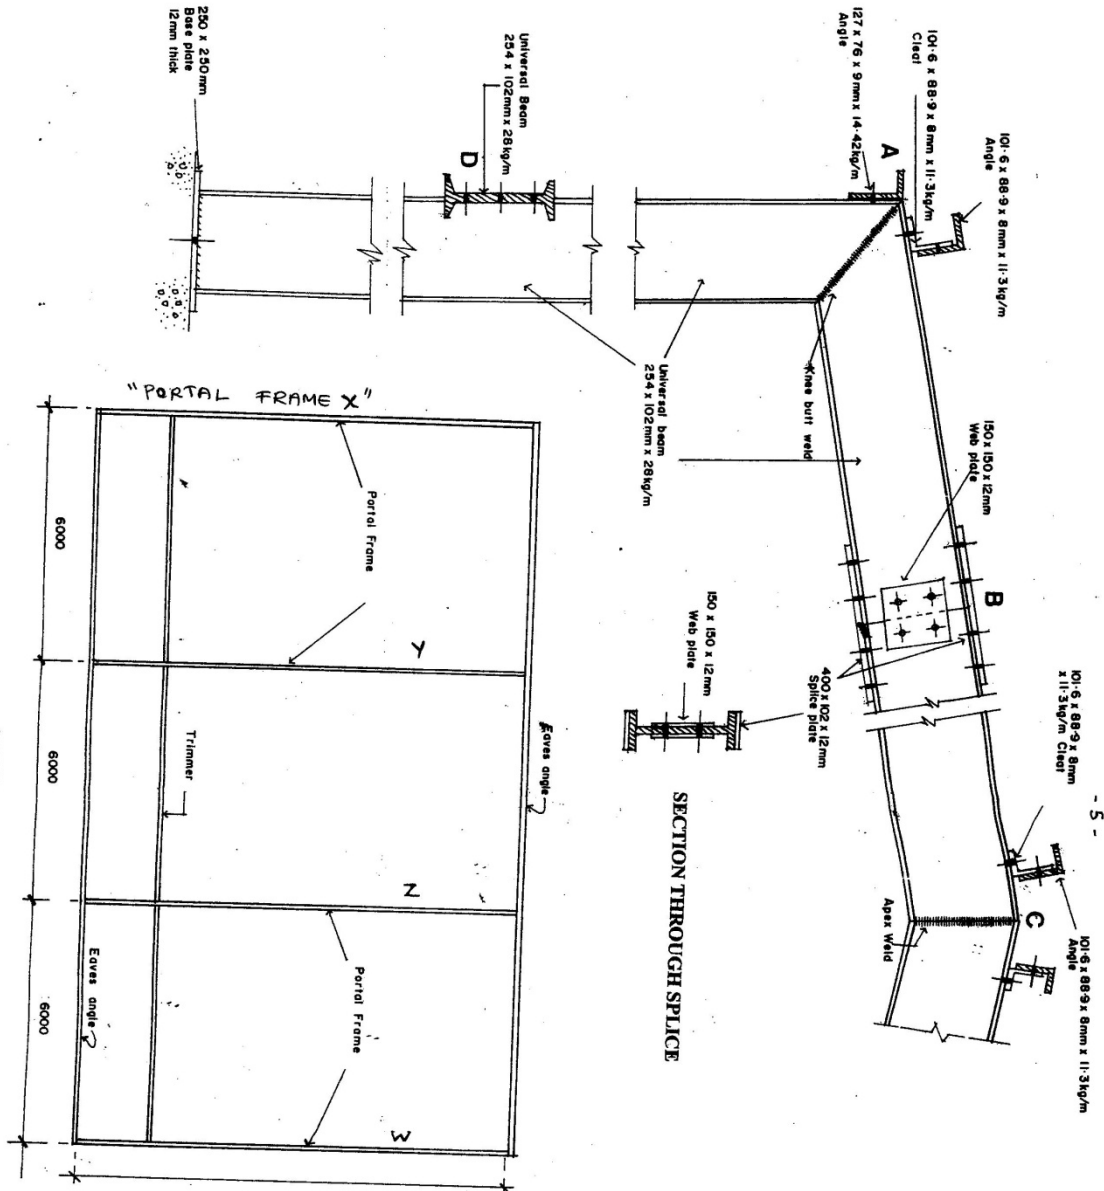 - 5 -
250 x 250mm
Base plate
12mm thick
Universal Beam
254 x 102mm x 28kg/m
D
127 x 76 x 9mm x 14·42kg/m
Angle
A
101·6 x 88·9 x 8mm x 11·3kg/m
Cleat
101·6 x 88·9 x 8mm x 11·3kg/m
Angle
Universal beam
254 x 102mm x 28kg/m
Knee butt weld
150 x 150 x 12mm
Web plate
B
400 x 102 x 12mm
Splice plate
150 x 150 x 12mm
Web plate
SECTION THROUGH SPLICE
101·6 x 88·9 x 8mm
x 11·3kg/m Cleat
C
Apex Weld
101·6 x 88·9 x 8mm x 11·3kg/m
Angle
"PORTAL FRAME X"
Portal Frame
Y
Trimmer
Eaves angle
Z
Portal Frame
W
Eaves angle
6000
6000
6000